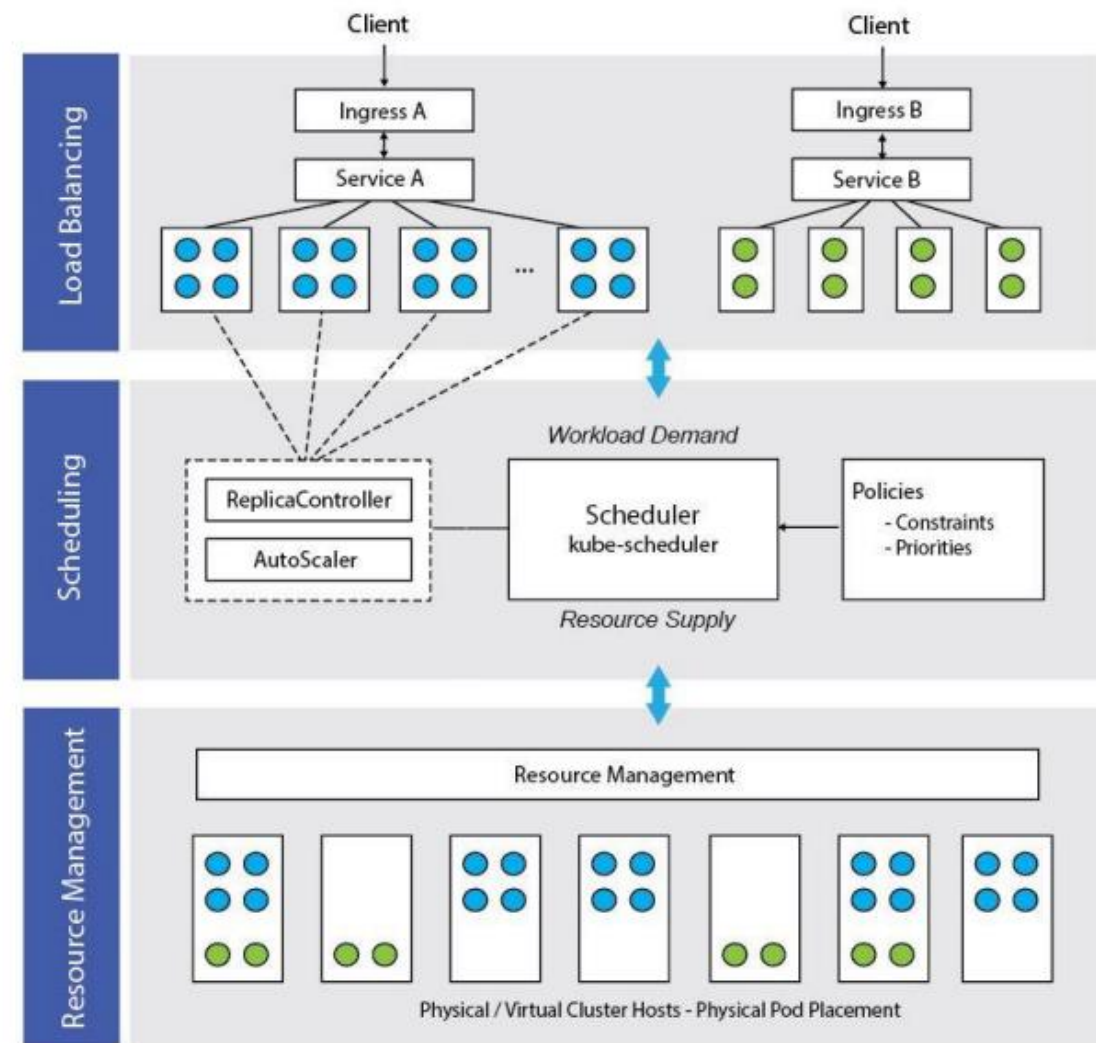 Client
Client
Load Balancing
Ingress A
Ingress B
Service A
Service B
...
Scheduling
Workload Demand
ReplicaController
AutoScaler
Scheduler
kube-scheduler
Policies
- Constraints
- Priorities
Resource Supply
Resource Management
Resource Management
Physical / Virtual Cluster Hosts - Physical Pod Placement